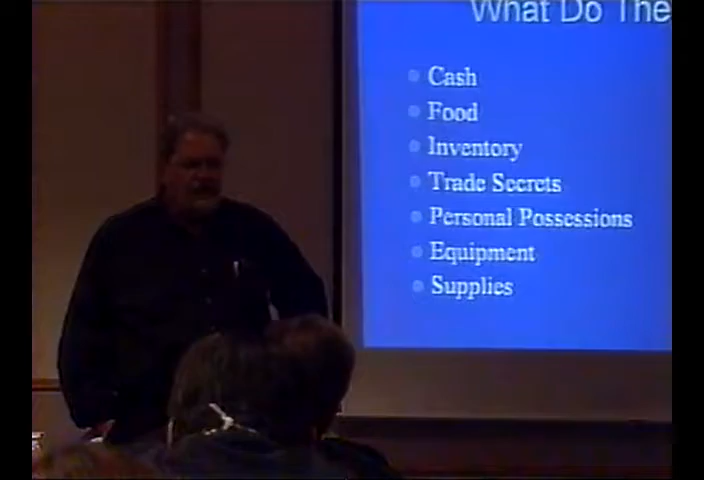 What Do The
Cash
Food
Inventory
Trade Secrets
Personal Possessions
Equipment
Supplies